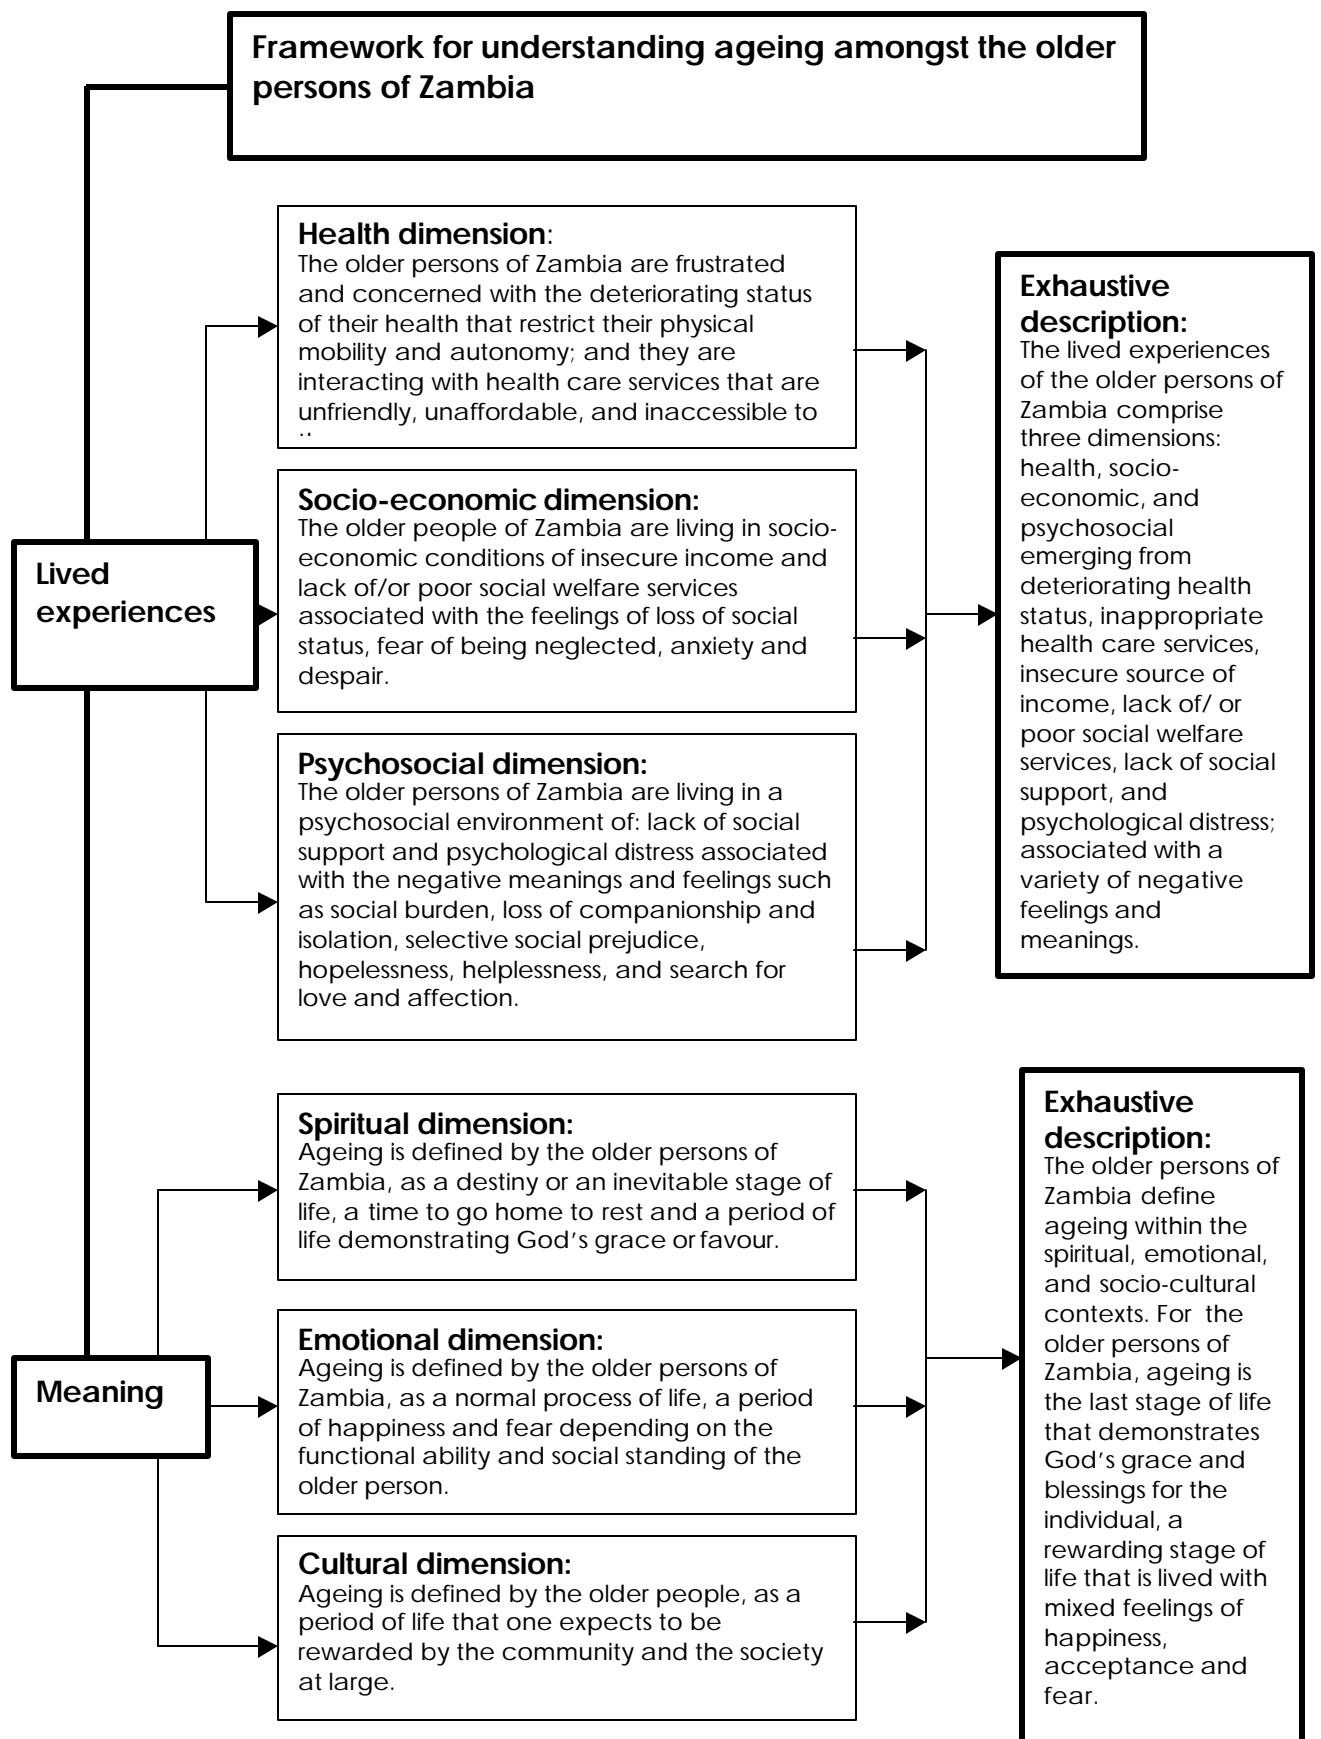 Framework for understanding ageing amongst the older
persons of Zambia
Health dimension:
The older persons of Zambia are frustrated
and concerned with the deteriorating status
of their health that restrict their physical
mobility and autonomy; and they are
interacting with health care services that are
unfriendly, unaffordable, and inaccessible to
Lived
experiences
Socio-economic dimension:
The older people of Zambia are living in socio-
economic conditions of insecure income and
lack of/or poor social welfare services
associated with the feelings of loss of social
status, fear of being neglected, anxiety and
despair.
Psychosocial dimension:
The older persons of Zambia are living in a
psychosocial environment of: lack of social
support and psychological distress associated
with the negative meanings and feelings such
as social burden, loss of companionship and
isolation, selective social prejudice,
hopelessness, helplessness, and search for
love and affection.
Exhaustive
description:
The lived experiences
of the older persons of
Zambia comprise
three dimensions:
health, socio-
economic, and
psychosocial
emerging from
deteriorating health
status, inappropriate
health care services,
insecure source of
income, lack of/ or
poor social welfare
services, lack of social
support, and
psychological distress;
associated with a
variety of negative
feelings and
meanings.
Meaning
Spiritual dimension:
Ageing is defined by the older persons of
Zambia, as a destiny or an inevitable stage of
life, a time to go home to rest and a period of
life demonstrating God's grace or favour.
Emotional dimension:
Ageing is defined by the older persons of
Zambia, as a normal process of life, a period
of happiness and fear depending on the
functional ability and social standing of the
older person.
Cultural dimension:
Ageing is defined by the older people, as a
period of life that one expects to be
rewarded by the community and the society
at large.
Exhaustive
description:
The older persons of
Zambia define
ageing within the
spiritual, emotional,
and socio-cultural
contexts. For the
older persons of
Zambia, ageing is
the last stage of life
that demonstrates
God's grace and
blessings for the
individual, a
rewarding stage of
life that is lived with
mixed feelings of
happiness,
acceptance and
fear.